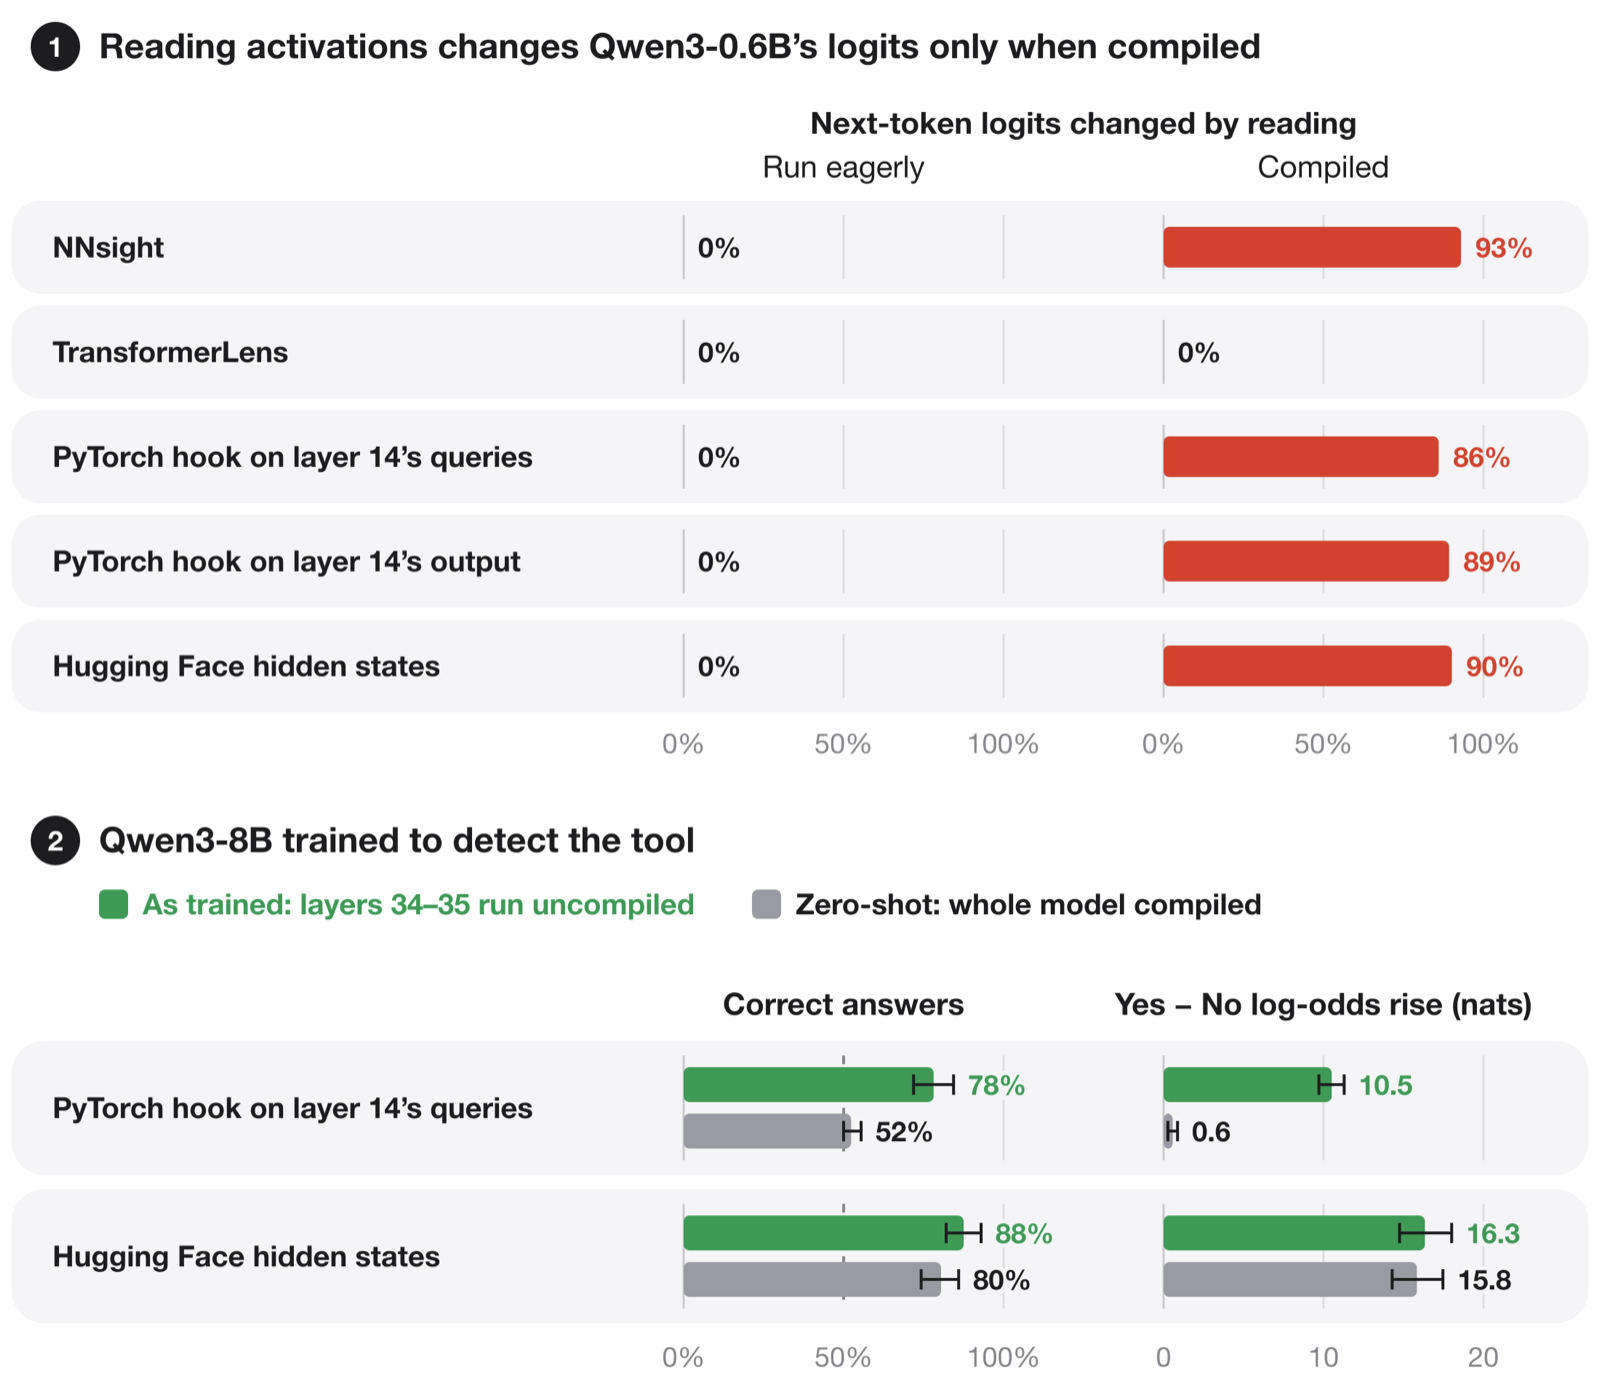 1 Reading activations changes Qwen3-0.6B’s logits only when compiled
Next-token logits changed by reading
Run eagerly Compiled
NNsight 0% 93%
TransformerLens 0% 0%
PyTorch hook on layer 14’s queries 0% 86%
PyTorch hook on layer 14’s output 0% 89%
Hugging Face hidden states 0% 90%
0% 50% 100% 0% 50% 100%
2 Qwen3-8B trained to detect the tool
As trained: layers 34–35 run uncompiled Zero-shot: whole model compiled
Correct answers Yes – No log-odds rise (nats)
78% 10.5
PyTorch hook on layer 14’s queries
52% 0.6
88% 16.3
Hugging Face hidden states
80% 15.8
0% 50% 100% 0 10 20